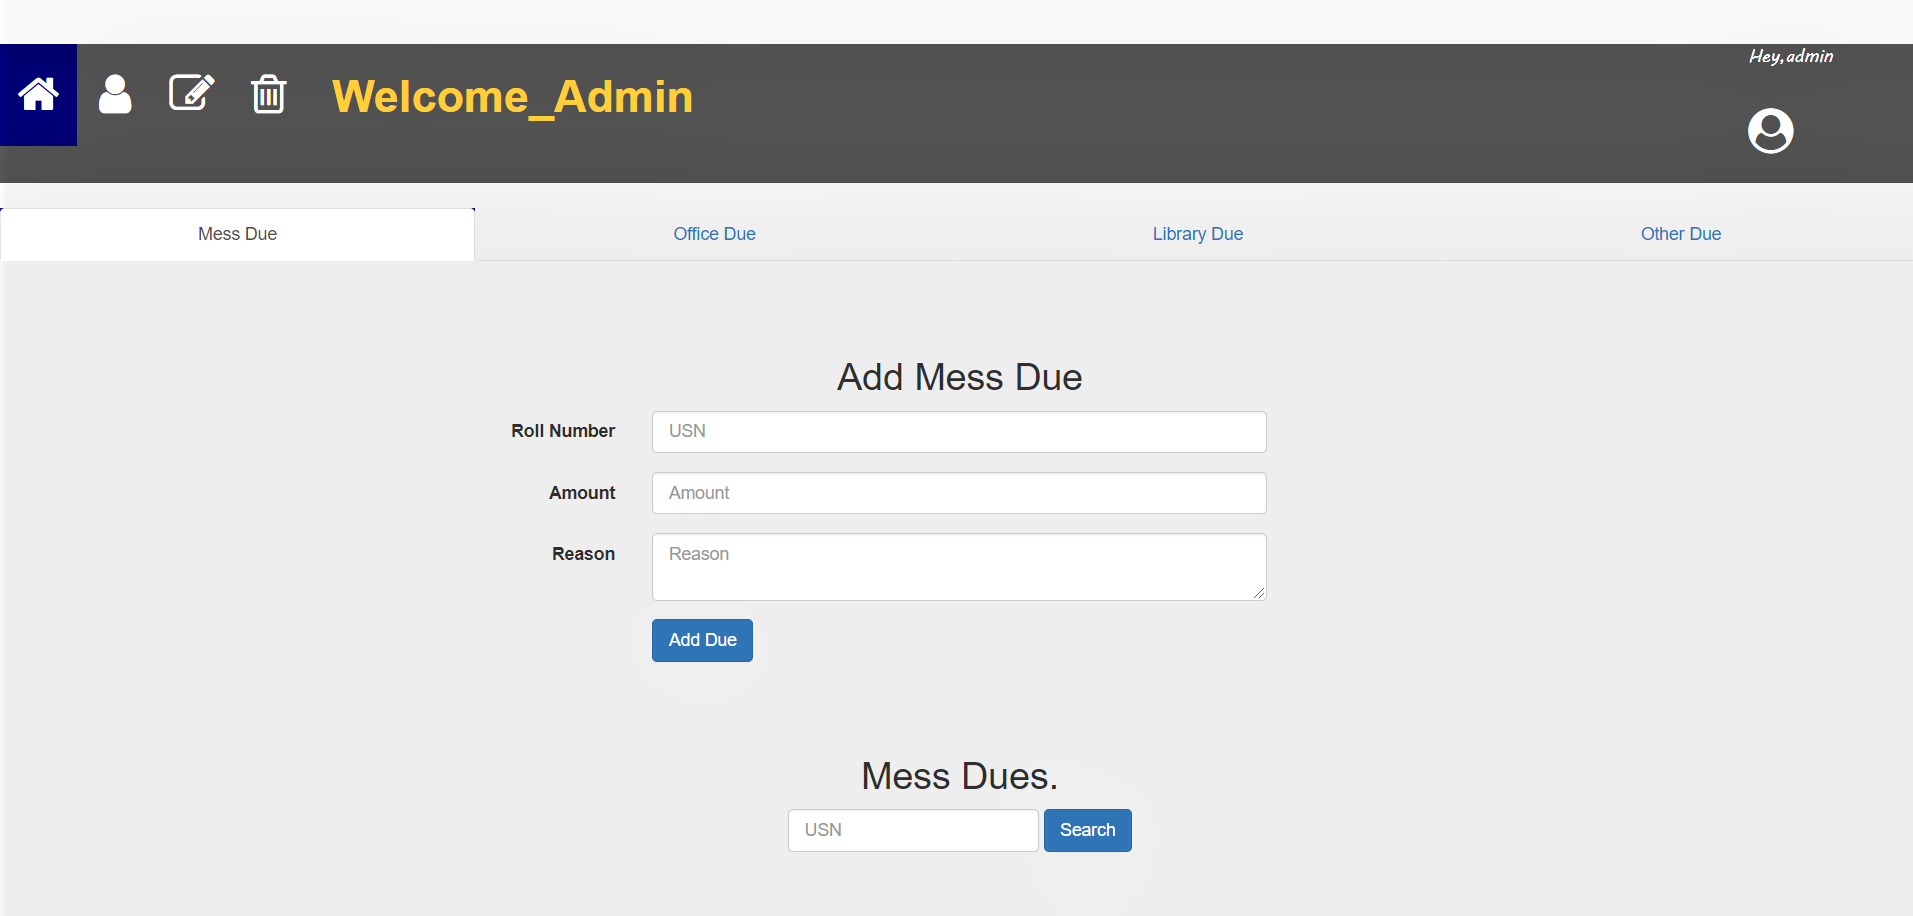 Hey,admin
Welcome_Admin
Mess Due Office Due Library Due Other Due
Add Mess Due
Roll Number USN
Amount Amount
Reason Reason
Add Due
Mess Dues.
USN Search